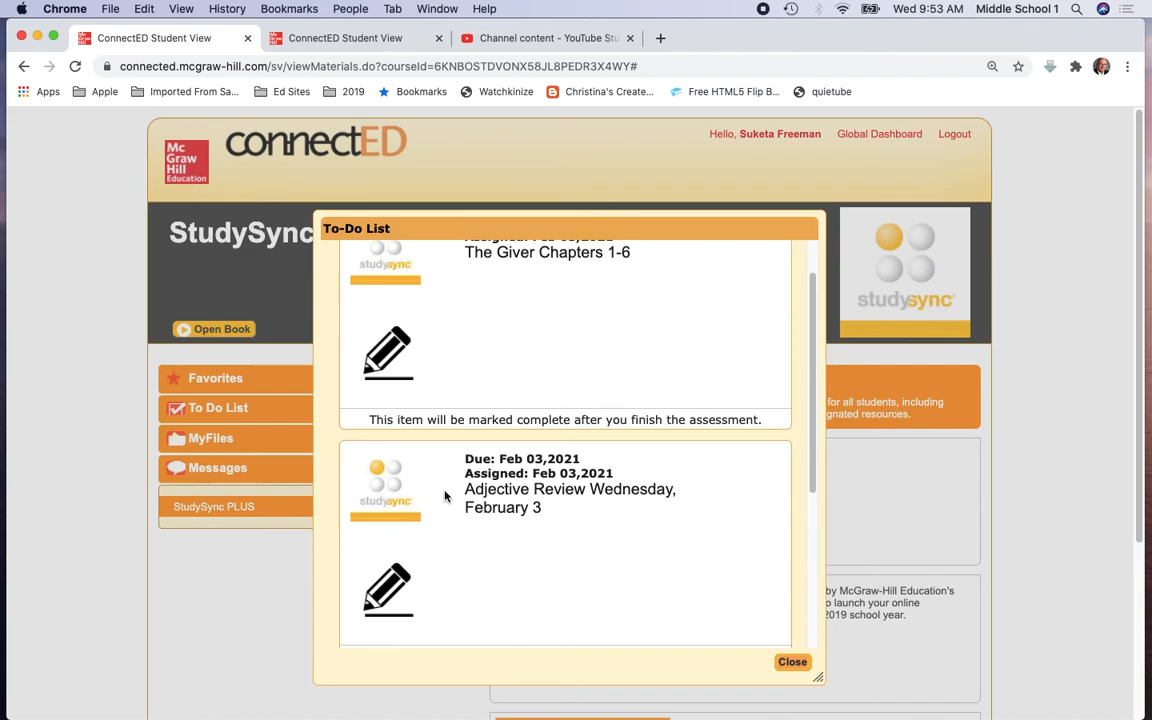 Chrome File Edit View History Bookmarks People Tab Window Help Wed 9:53 AM Middle School 1
ConnectED Student View ConnectED Student View Channel content - YouTube Stu
connected.mcgraw-hill.com/sv/viewMaterials.do?courseId=6KNBOSTDVONX58JL8PEDR3X4WY#
Apps Apple Imported From Sa... Ed Sites 2019 Bookmarks Watchkinize Christina's Create... Free HTML5 Flip B... quietube
Mc
Graw
Hill
Education
connectED
Hello, Suketa Freeman Global Dashboard Logout
StudySync
studysync
Open Book
Favorites
To Do List
MyFiles
Messages
StudySync PLUS
To-Do List
studysync
The Giver Chapters 1-6
This item will be marked complete after you finish the assessment.
studysync
Due: Feb 03,2021
Assigned: Feb 03,2021
Adjective Review Wednesday,
February 3
Close
for all students, including
gnated resources.
by McGraw-Hill Education's
o launch your online
2019 school year.